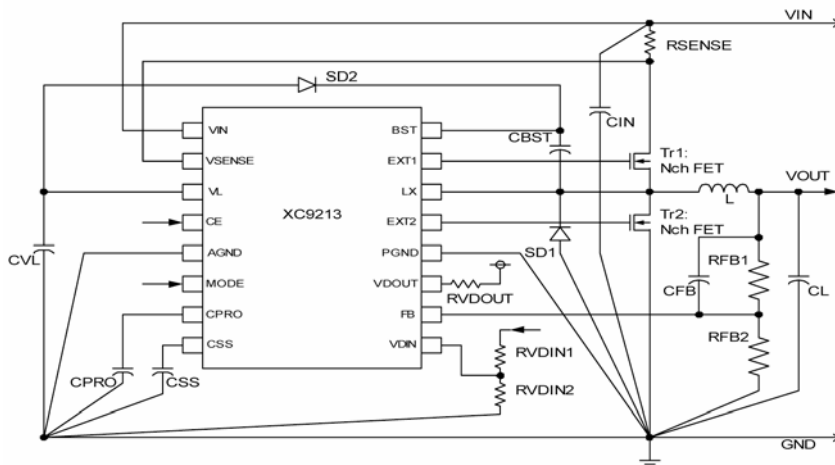 VIN
RSENSE
SD2
CIN
VIN
BST
CBST
Tr1:
Nch FET
VSENSE
EXT1
VOUT
VL
LX
L
XC9213
CE
EXT2
Tr2:
Nch FET
CVL
AGND
PGND
SD1
MODE
VDOUT
RVDOUT
CFB
RFB1
CL
CPRO
FB
CSS
VDIN
RVDIN1
RFB2
CPRO
CSS
RVDIN2
GND